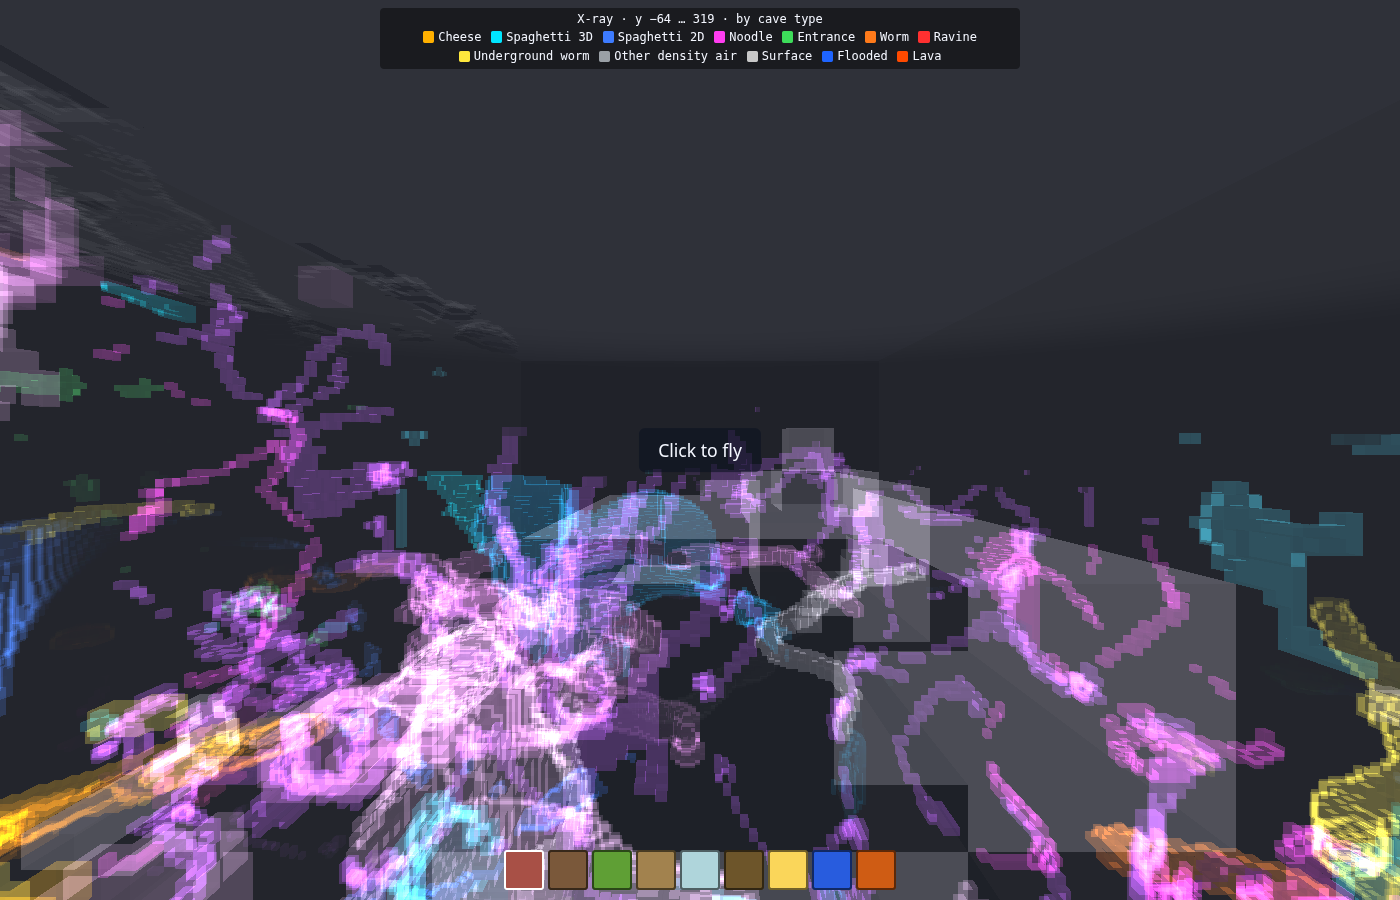 X-ray · y −64 … 319 · by cave type
Cheese Spaghetti 3D Spaghetti 2D Noodle Entrance Worm Ravine
Underground worm Other density air Surface Flooded Lava
Click to fly